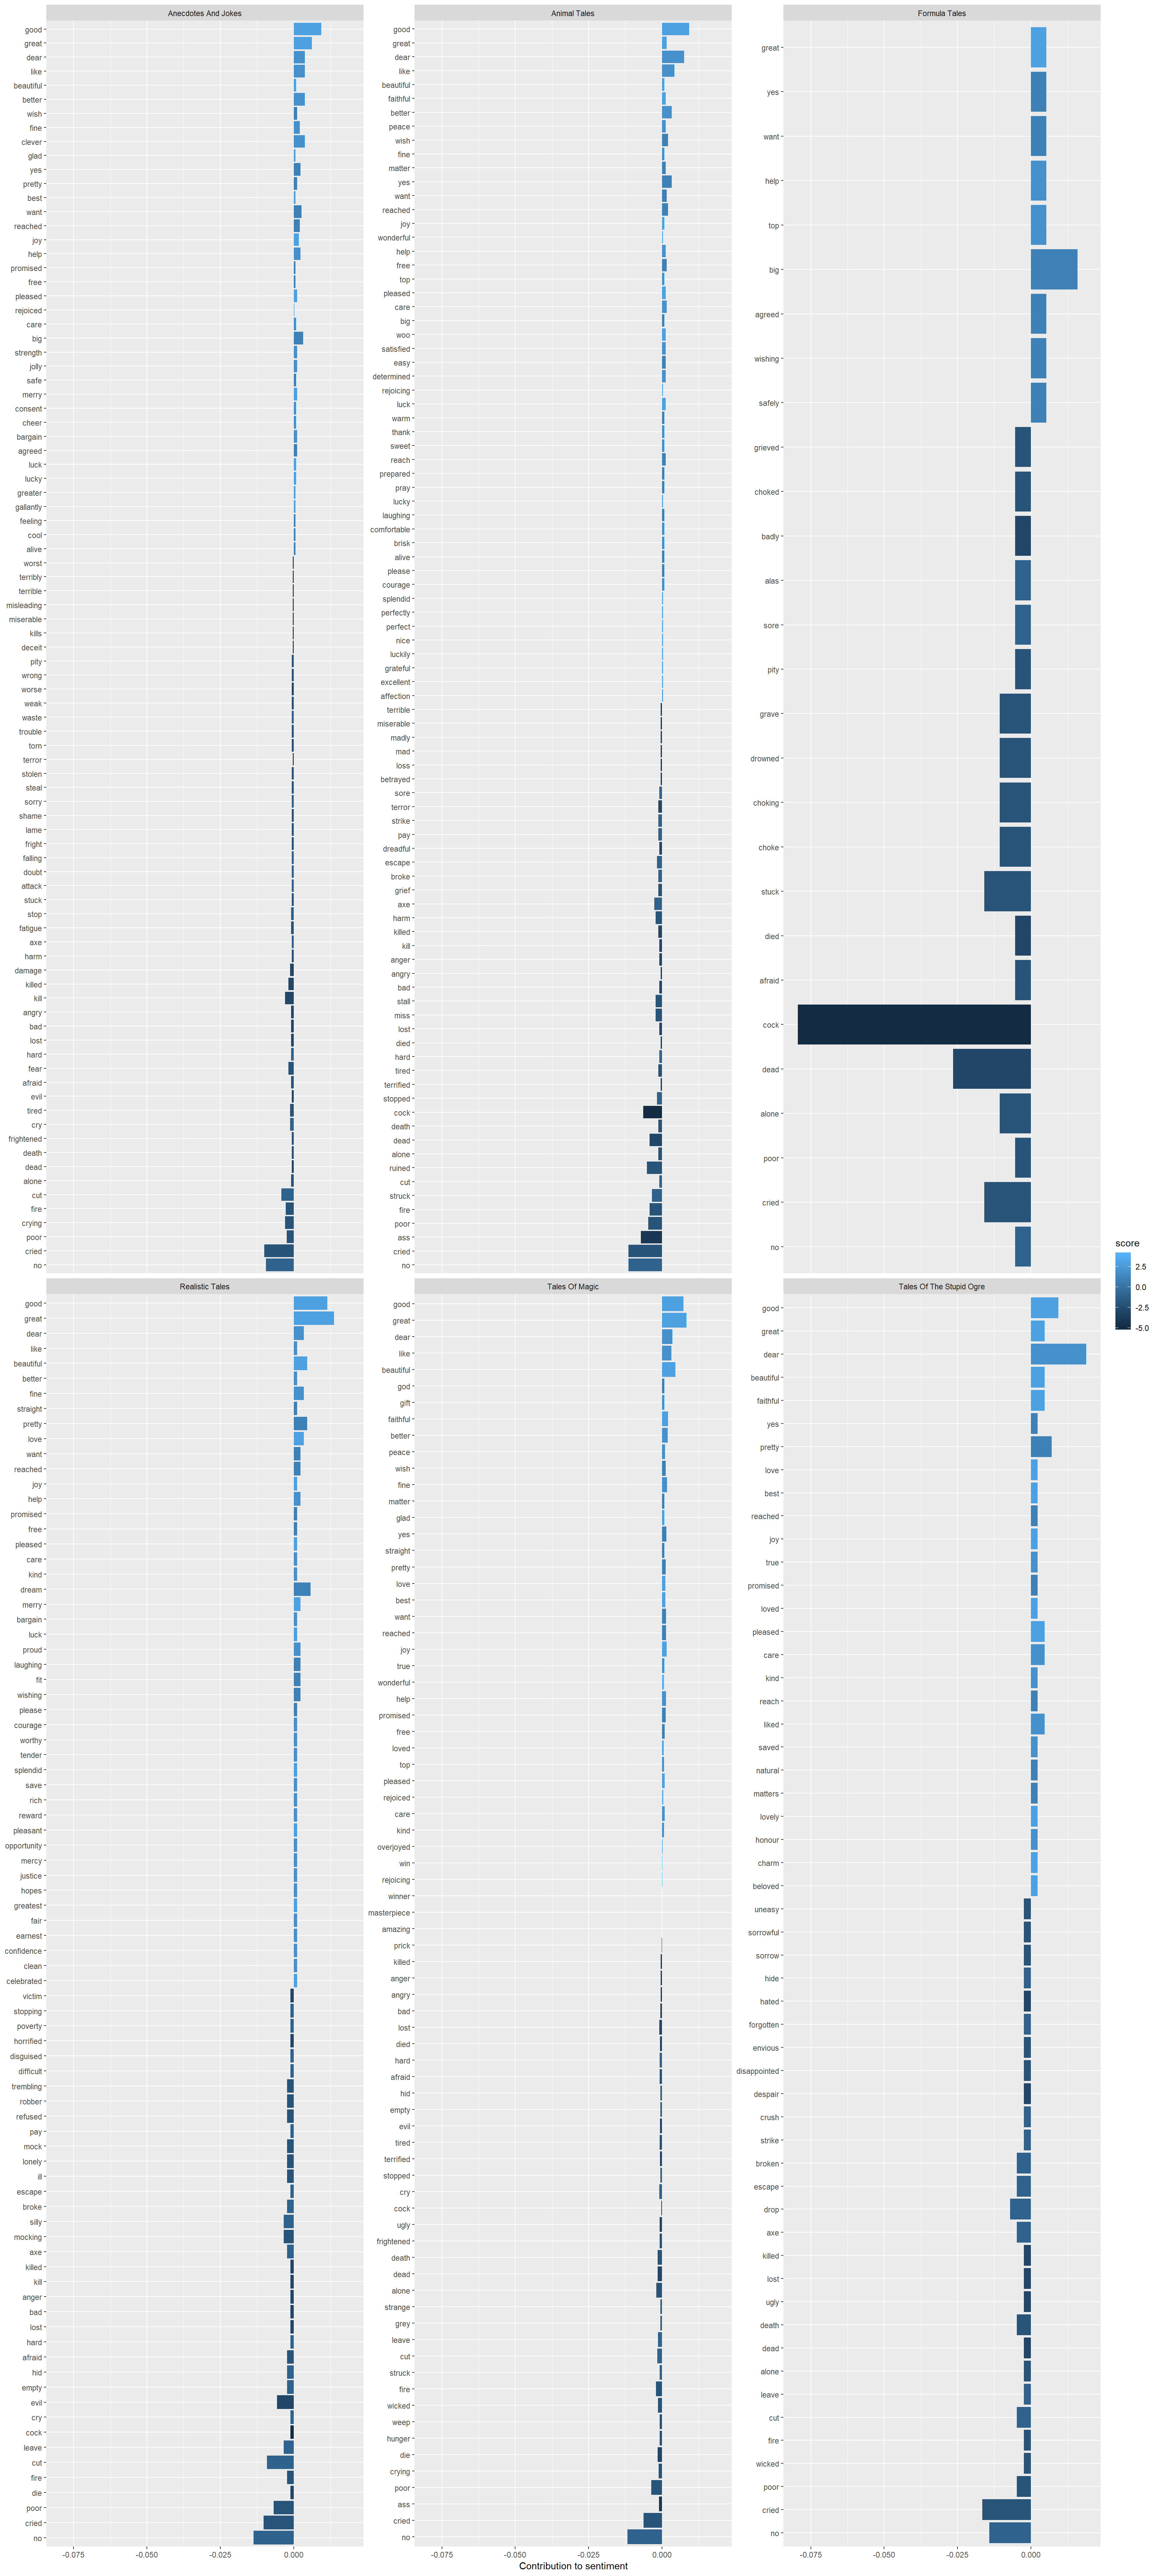 Anecdotes And Jokes
good
great
dear
like
beautiful
better
wish
fine
clever
glad
yes
pretty
best
want
reached
joy
help
promised
free
pleased
rejoiced
care
big
strength
jolly
safe
merry
consent
cheer
bargain
agreed
luck
lucky
greater
gallantly
feeling
cool
alive
worst
terribly
terrible
misleading
miserable
kills
deceit
pity
wrong
worse
weak
waste
trouble
torn
terror
stolen
steal
sorry
shame
lame
fright
falling
doubt
attack
stuck
stop
fatigue
axe
harm
damage
killed
kill
angry
bad
lost
hard
fear
afraid
evil
tired
cry
frightened
death
dead
alone
cut
fire
crying
poor
cried
no
Animal Tales
good
great
dear
like
beautiful
faithful
better
peace
wish
fine
matter
yes
want
reached
joy
wonderful
help
free
top
pleased
care
big
woo
satisfied
easy
determined
rejoicing
luck
warm
thank
sweet
reach
prepared
pray
lucky
laughing
comfortable
brisk
alive
please
courage
splendid
perfectly
perfect
nice
luckily
grateful
excellent
affection
terrible
miserable
madly
mad
loss
betrayed
sore
terror
strike
pay
dreadful
escape
broke
grief
axe
harm
killed
kill
anger
angry
bad
stall
miss
lost
died
hard
tired
terrified
stopped
cock
death
dead
alone
ruined
cut
struck
fire
poor
ass
cried
no
Formula Tales
great
yes
want
help
top
big
agreed
wishing
safely
grieved
choked
badly
alas
sore
pity
grave
drowned
choking
choke
stuck
died
afraid
cock
dead
alone
poor
cried
no
score
2.5
0.0
-2.5
-5.0
Realistic Tales
good
great
dear
like
beautiful
better
fine
straight
pretty
love
want
reached
joy
help
promised
free
pleased
care
kind
dream
merry
bargain
luck
proud
laughing
fit
wishing
please
courage
worthy
tender
splendid
save
rich
reward
pleasant
opportunity
mercy
justice
hopes
greatest
fair
earnest
confidence
clean
celebrated
victim
stopping
poverty
horrified
disguised
difficult
trembling
robber
refused
pay
mock
lonely
ill
escape
broke
silly
mocking
axe
killed
kill
anger
bad
lost
hard
afraid
hid
empty
evil
cry
cock
leave
cut
fire
die
poor
cried
no
-0.075
-0.050
-0.025
0.000
Tales Of Magic
good
great
dear
like
beautiful
god
gift
faithful
better
peace
wish
fine
matter
glad
yes
straight
pretty
love
best
want
reached
joy
true
wonderful
help
promised
free
loved
top
pleased
rejoiced
care
kind
overjoyed
win
rejoicing
winner
masterpiece
amazing
prick
killed
anger
angry
bad
lost
died
hard
afraid
hid
empty
evil
tired
terrified
stopped
cry
cock
ugly
frightened
death
dead
alone
strange
grey
leave
cut
struck
fire
wicked
weep
hunger
die
crying
poor
ass
cried
no
-0.075
-0.050
-0.025
0.000
Tales Of The Stupid Ogre
good
great
dear
beautiful
faithful
yes
pretty
love
best
reached
joy
true
promised
loved
pleased
care
kind
reach
liked
saved
natural
matters
lovely
honour
charm
beloved
uneasy
sorrowful
sorrow
hide
hated
forgotten
envious
disappointed
despair
crush
strike
broken
escape
drop
axe
killed
lost
ugly
death
dead
alone
leave
cut
fire
wicked
poor
cried
no
-0.075
-0.050
-0.025
0.000
Contribution to sentiment